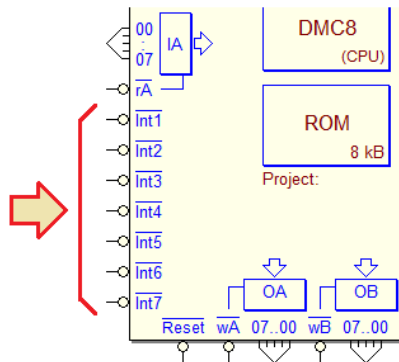 00
:
07
IA
rA
Int1
Int2
Int3
Int4
Int5
Int6
Int7
DMC8
(CPU)
ROM
8 kB
Project:
OA
OB
Reset wA 07..00 wB 07..00